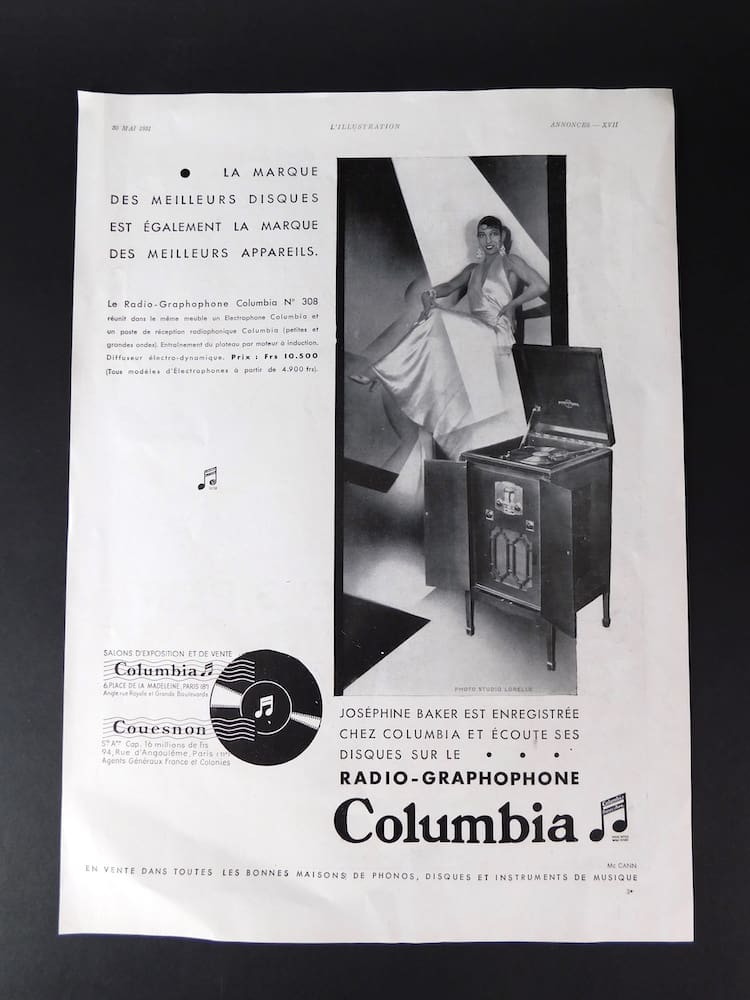 30 MAI 1931
L'ILLUSTRATION
ANNONCES — XVII
● LA MARQUE
DES MEILLEURS DISQUES
EST ÉGALEMENT LA MARQUE
DES MEILLEURS APPAREILS.
Le Radio-Graphophone Columbia N° 308
réunit dans le même meuble un Electrophone Columbia et
un poste de réception radiophonique Columbia (petites et
grandes ondes). Entraînement du plateau par moteur à induction.
Diffuseur électro-dynamique. Prix : Frs 10.500
(Tous modèles d'Electrophones à partir de 4.900 frs).
PHOTO STUDIO LORELLE
SALONS D'EXPOSITION ET DE VENTE
Columbia
6, PLACE DE LA MADELEINE, PARIS (8e)
Angle rue Royale et Grands Boulevards
Couesnon
Sté Ame Cap. 16 millions de frs
94, Rue d'Angoulême, Paris (11e)
Agents Généraux France et Colonies
JOSÉPHINE BAKER EST ENREGISTRÉE
CHEZ COLUMBIA ET ÉCOUTE SES
DISQUES SUR LE • • •
RADIO-GRAPHOPHONE
Columbia
Mc CANN
EN VENTE DANS TOUTES LES BONNES MAISONS DE PHONOS, DISQUES ET INSTRUMENTS DE MUSIQUE